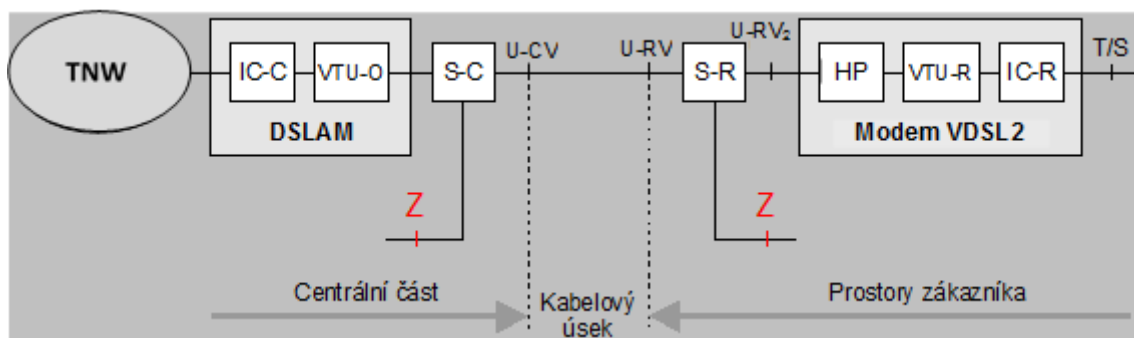 TNW
IC-C
VTU-O
DSLAM
S-C
U-CV
U-RV
S-R
U-RV₂
HP
VTU-R
IC-R
Modem VDSL2
T/S
Z
Z
Centrální část
Kabelový
úsek
Prostory zákazníka